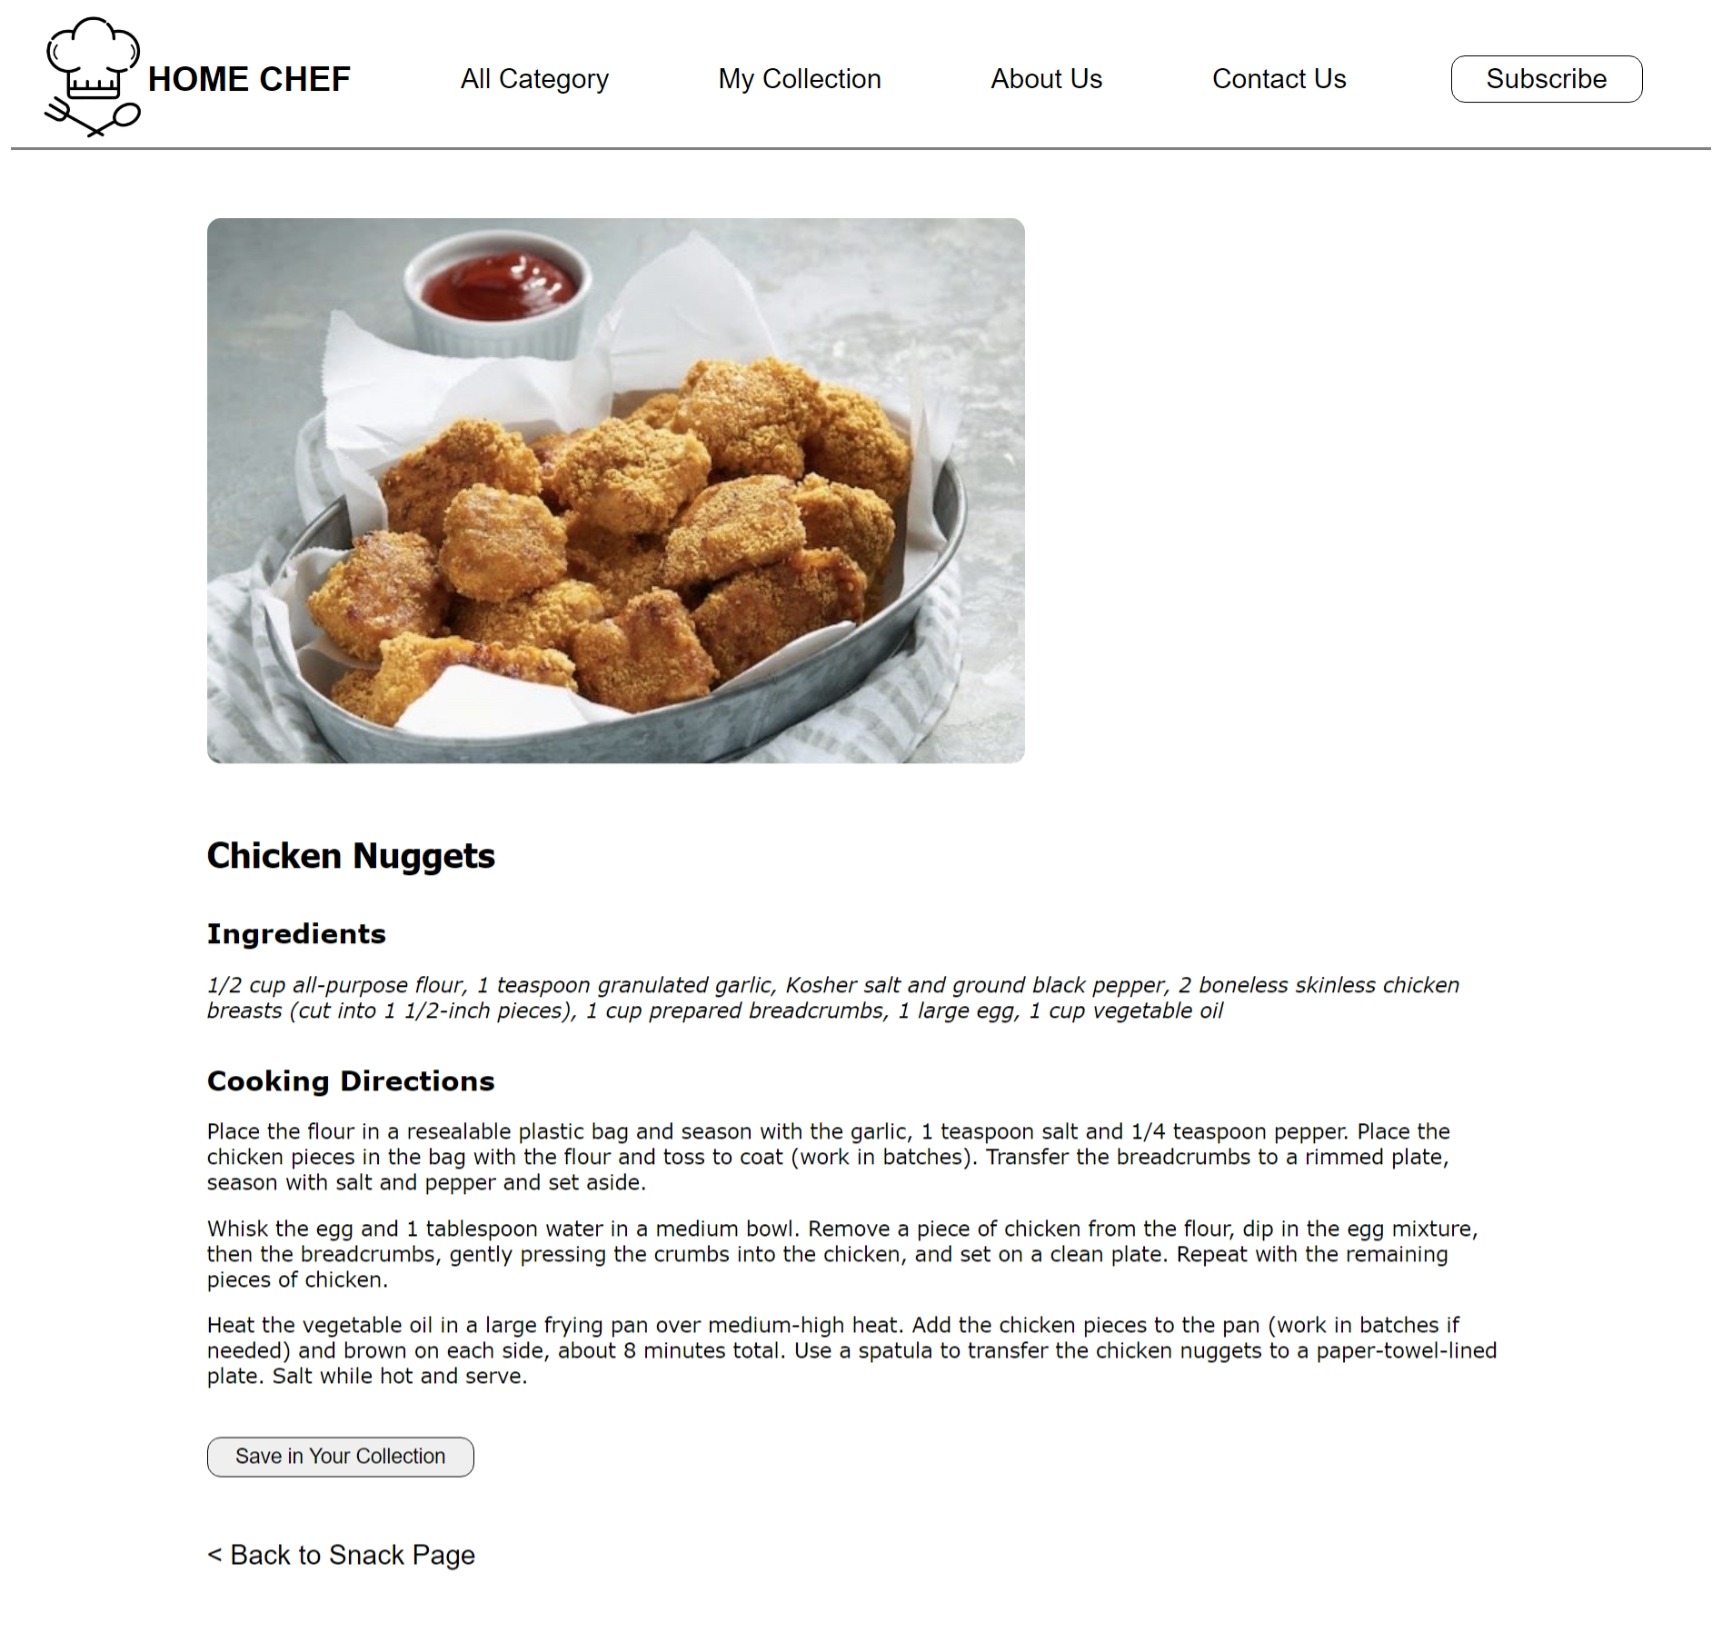 HOME CHEF
All Category
My Collection
About Us
Contact Us
Subscribe
Chicken Nuggets
Ingredients
1/2 cup all-purpose flour, 1 teaspoon granulated garlic, Kosher salt and ground black pepper, 2 boneless skinless chicken
breasts (cut into 1 1/2-inch pieces), 1 cup prepared breadcrumbs, 1 large egg, 1 cup vegetable oil
Cooking Directions
Place the flour in a resealable plastic bag and season with the garlic, 1 teaspoon salt and 1/4 teaspoon pepper. Place the
chicken pieces in the bag with the flour and toss to coat (work in batches). Transfer the breadcrumbs to a rimmed plate,
season with salt and pepper and set aside.
Whisk the egg and 1 tablespoon water in a medium bowl. Remove a piece of chicken from the flour, dip in the egg mixture,
then the breadcrumbs, gently pressing the crumbs into the chicken, and set on a clean plate. Repeat with the remaining
pieces of chicken.
Heat the vegetable oil in a large frying pan over medium-high heat. Add the chicken pieces to the pan (work in batches if
needed) and brown on each side, about 8 minutes total. Use a spatula to transfer the chicken nuggets to a paper-towel-lined
plate. Salt while hot and serve.
Save in Your Collection
< Back to Snack Page